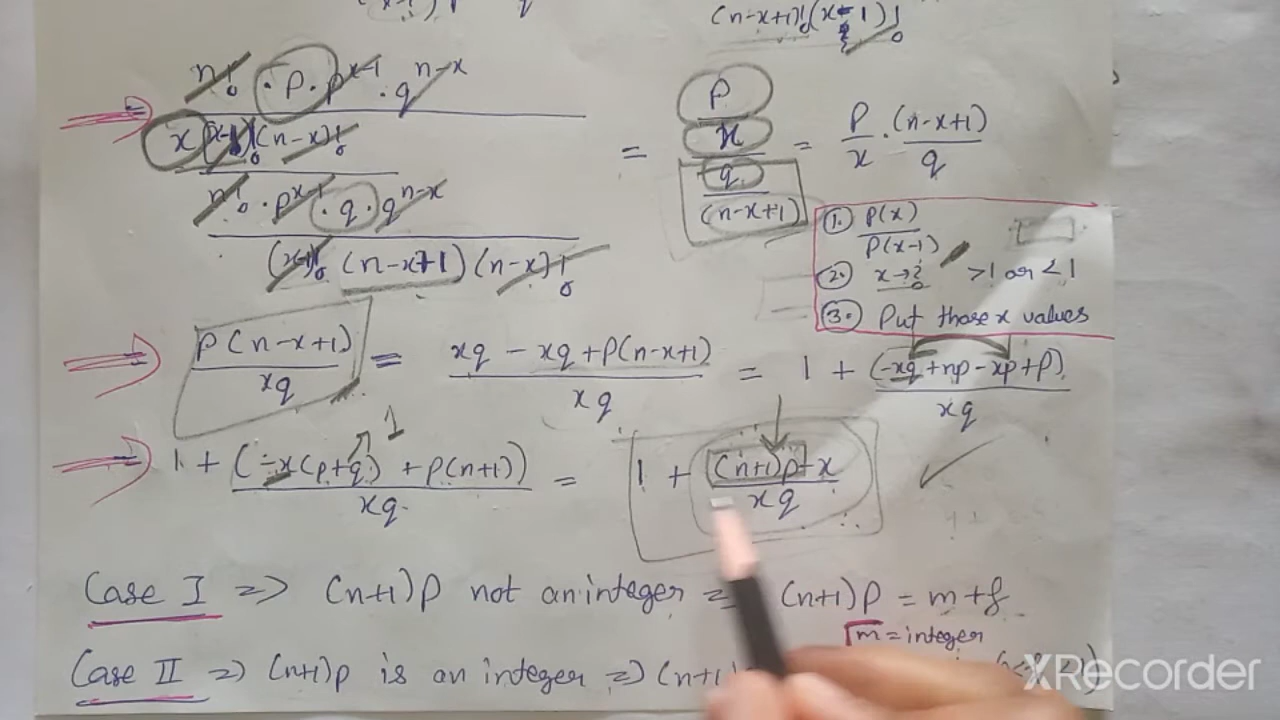 (n-x+1)! (x-1)!
n! · p · p^{x-1} · q^{n-x}
x (x-1)! (n-x)!
n! · p^{x-1} · q · q^{n-x}
(x-1)! (n-x+1) (n-x)!
= p/x / q/(n-x+1) = p/x · (n-x+1)/q
1. P(x)/P(x-1)
2. x→? >1 or <1
3. Put those x values
p(n-x+1)/xq = xq - xq + p(n-x+1)/xq = 1 + (-xq + np - xp + p)/xq
1 + (-x(p+q) + p(n+1))/xq = 1 + (n+1)p - x/xq
1
Case I => (n+1)p not an integer => (n+1)p = m+f
m = integer
Case II => (n+1)p is an integer => (n+1)
XRecorder